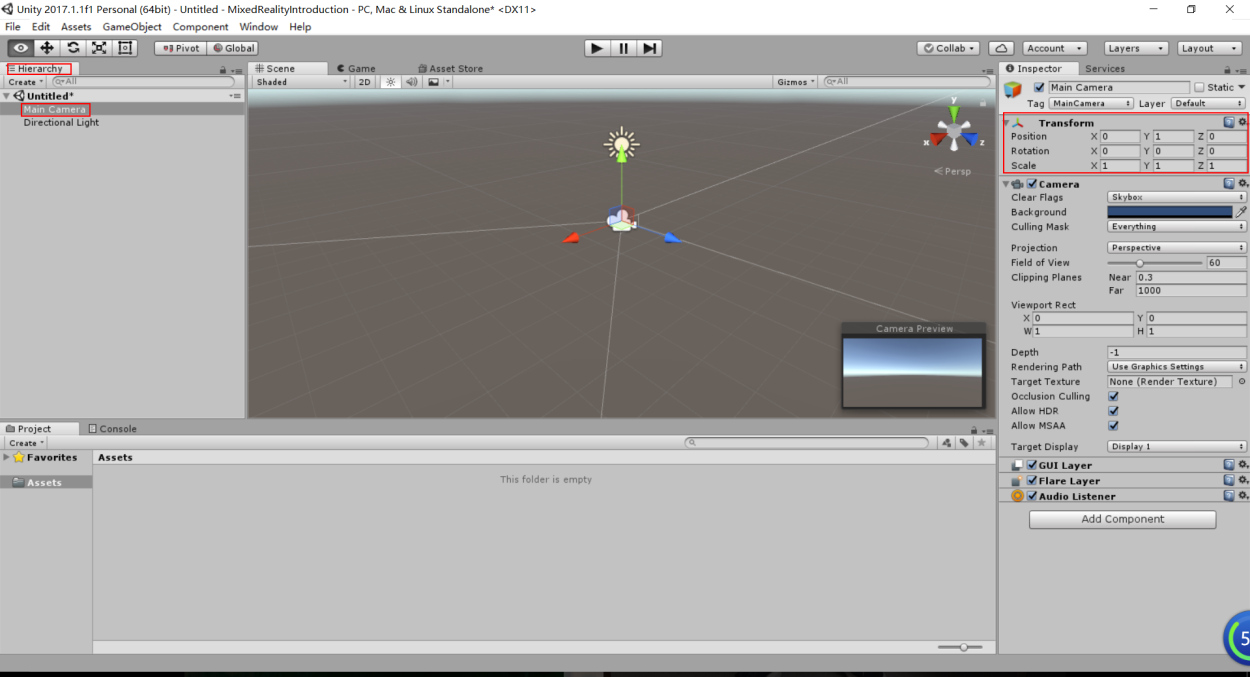 Unity 2017.1.1f1 Personal (64bit) - Untitled - MixedRealityIntroduction - PC, Mac & Linux Standalone* <DX11>
File Edit Assets GameObject Component Window Help
Pivot Global Collab Account Layers Layout
Hierarchy
Create All
Untitled*
Main Camera
Directional Light
Scene Game Asset Store
Shaded 2D Gizmos All
y
x z
Persp
Camera Preview
Inspector Services
Main Camera Static
Tag MainCamera Layer Default
Transform
Position X 0 Y 1 Z 0
Rotation X 0 Y 0 Z 0
Scale X 1 Y 1 Z 1
Camera
Clear Flags Skybox
Background
Culling Mask Everything
Projection Perspective
Field of View 60
Clipping Planes Near 0.3
Far 1000
Viewport Rect
X 0 Y 0
W 1 H 1
Depth -1
Rendering Path Use Graphics Settings
Target Texture None (Render Texture)
Occlusion Culling
Allow HDR
Allow MSAA
Target Display Display 1
GUI Layer
Flare Layer
Audio Listener
Add Component
Project Console
Create
Favorites
Assets
Assets
This folder is empty
5